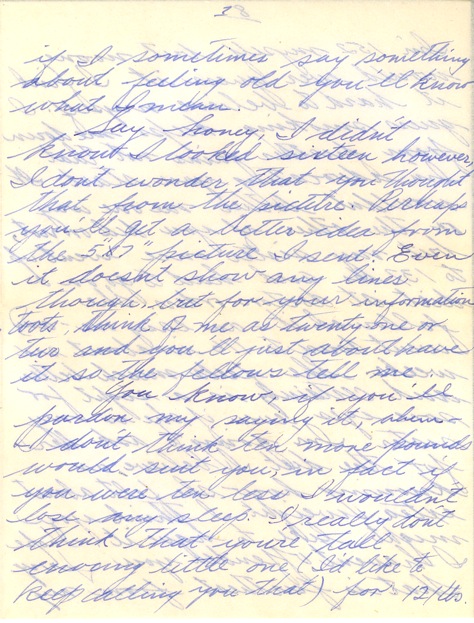 38
if I sometimes say something
about feeling old you'll know
what I mean.
Say honey, I didn't
know I looked sixteen however,
I don't wonder that you thought
that from the picture. Perhaps
you'll get a better idea from
"the 5"x7" picture I sent. Even
it doesn't show any lines
though, but for your information
toots, think of me as twenty-one or
two and you'll just about have
it so the fellows tell me.
You know, if you'll
pardon my saying it,
I don't think ten more pounds
would suit you, in fact if
you were ten less I wouldn't
lose any sleep. I really don't
think that you're tall
enough little one (I'd like to
keep calling you that) for 121 lbs.